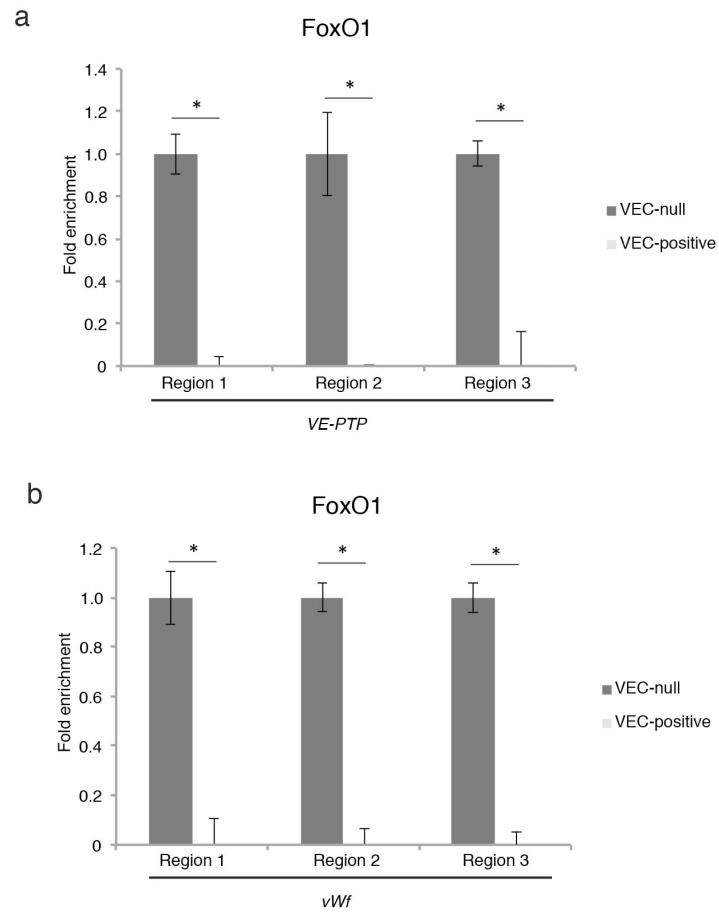 a
FoxO1
1.4
1.2
1.0
0.8
0.6
0.4
0.2
0
Fold enrichment
*
*
*
VEC-null
VEC-positive
Region 1
Region 2
Region 3
VE-PTP
b
FoxO1
1.2
1.0
0.8
0.6
0.4
0.2
0
Fold enrichment
*
*
*
VEC-null
VEC-positive
Region 1
Region 2
Region 3
vWf